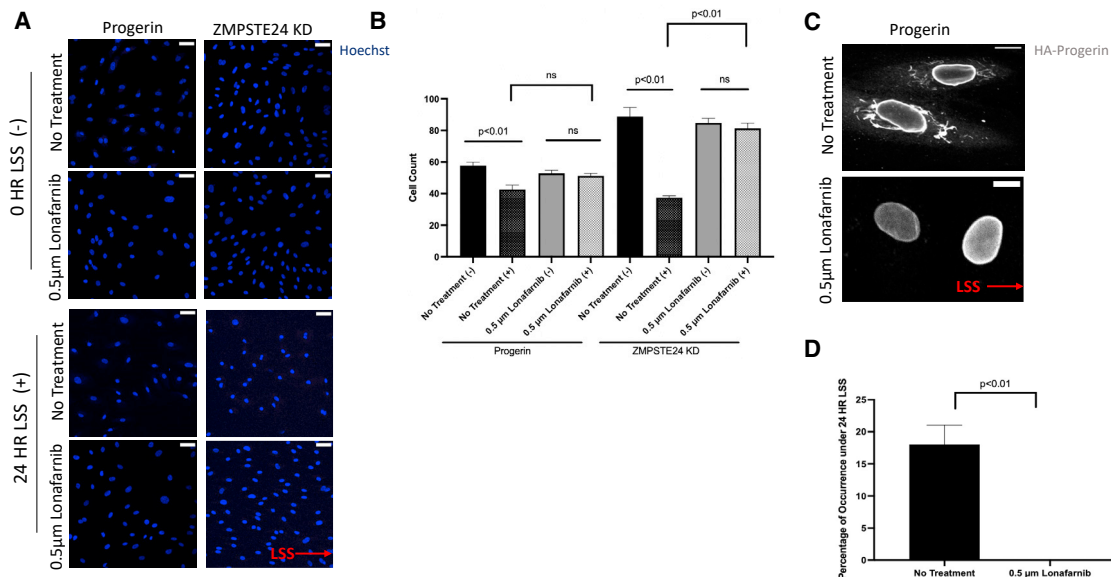 A
Progerin
ZMPSTE24 KD
Hoechst
0 HR LSS (-)
No Treatment
0.5μm Lonafarnib
24 HR LSS (+)
No Treatment
0.5μm Lonafarnib
LSS
B
p<0.01
ns
p<0.01
ns
p<0.01
ns
100
80
60
40
20
0
Cell Count
No Treatment (-)
No Treatment (+)
0.5 μm Lonafarnib (-)
0.5 μm Lonafarnib (+)
No Treatment (-)
No Treatment (+)
0.5 μm Lonafarnib (-)
0.5 μm Lonafarnib (+)
Progerin
ZMPSTE24 KD
C
Progerin
HA-Progerin
No Treatment
0.5μm Lonafarnib
LSS
D
p<0.01
25
20
15
10
5
0
Percentage of Occurrence under 24 HR LSS
No Treatment
0.5 μm Lonafarnib